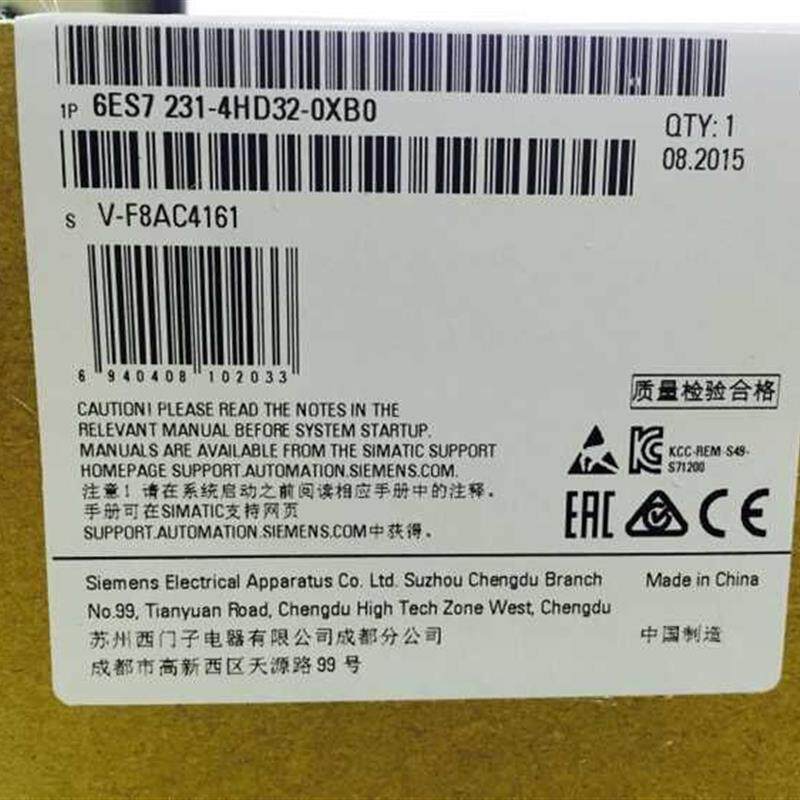 1P 6ES7 231-4HD32-0XB0
QTY: 1
08.2015
S V-F8AC4161
6 940408 102033
质量检验合格
CAUTION! PLEASE READ THE NOTES IN THE
RELEVANT MANUAL BEFORE SYSTEM STARTUP.
MANUALS ARE AVAILABLE FROM THE SIMATIC SUPPORT
HOMEPAGE SUPPORT.AUTOMATION.SIEMENS.COM.
注意！请在系统启动之前阅读相应手册中的注释。
手册可在SIMATIC支持网页
SUPPORT.AUTOMATION.SIEMENS.COM中获得。
KCC-REM-S49-
S71200
EAC CE
Siemens Electrical Apparatus Co. Ltd. Suzhou Chengdu Branch
Made in China
No.99, Tianyuan Road, Chengdu High Tech Zone West, Chengdu
苏州西门子电器有限公司成都分公司
中国制造
成都市高新西区天源路99号